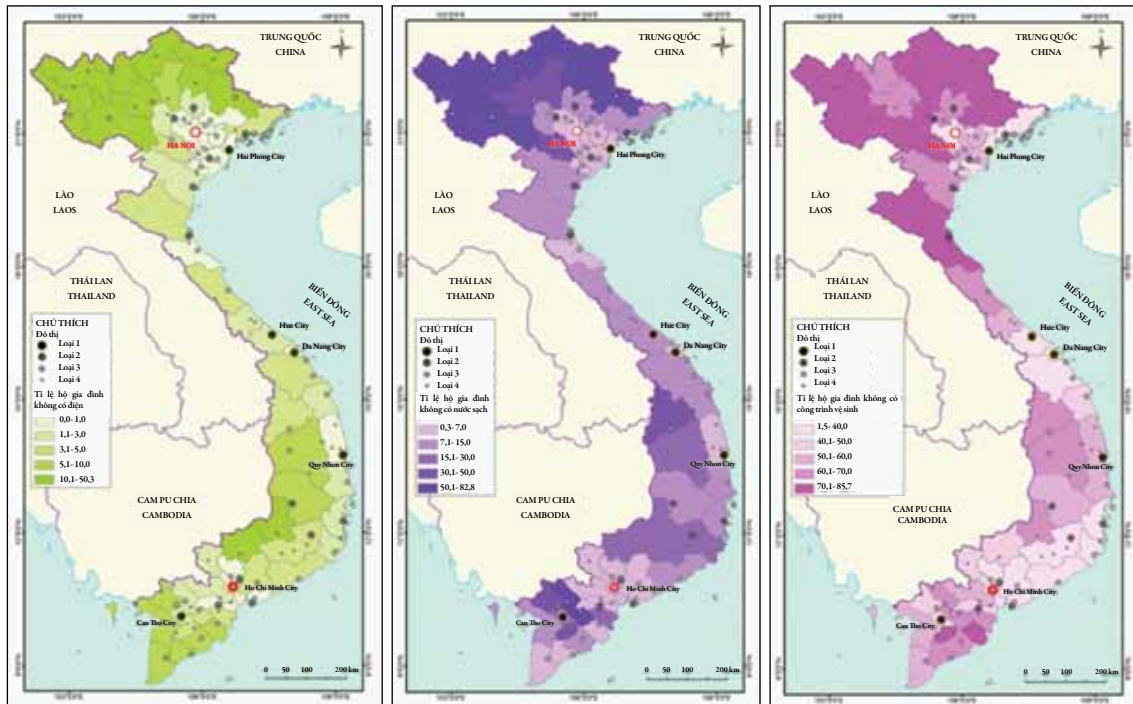 TRUNG QUỐC
CHINA
HA NOI
Hai Phong City
LÀO
LAOS
THÁI LAN
THAILAND
BIỂN ĐÔNG
EAST SEA
CHÚ THÍCH
Đô thị
Loại 1
Loại 2
Loại 3
Loại 4
Tỉ lệ hộ gia đình
không có điện
0,0- 1,0
1,1- 3,0
3,1- 5,0
5,1- 10,0
10,1- 50,3
Hue City
Da Nang City
Quy Nhon City
CAM PU CHIA
CAMBODIA
Ho Chi Minh City
Can Tho City
0 50 100 200 km
TRUNG QUỐC
CHINA
HA NOI
Hai Phong City
LÀO
LAOS
THÁI LAN
THAILAND
BIỂN ĐÔNG
EAST SEA
CHÚ THÍCH
Đô thị
Loại 1
Loại 2
Loại 3
Loại 4
Tỉ lệ hộ gia đình
không có nước sạch
0,3- 7,0
7,1- 15,0
15,1- 30,0
30,1- 50,0
50,1- 82,8
Hue City
Da Nang City
Quy Nhon City
CAM PU CHIA
CAMBODIA
Ho Chi Minh City
Can Tho City
0 50 100 200 km
TRUNG QUỐC
CHINA
HA NOI
Hai Phong City
LÀO
LAOS
THÁI LAN
THAILAND
BIỂN ĐÔNG
EAST SEA
CHÚ THÍCH
Đô thị
Loại 1
Loại 2
Loại 3
Loại 4
Tỉ lệ hộ gia đình không có
công trình vệ sinh
1,5- 40,0
40,1- 50,0
50,1- 60,0
60,1- 70,0
70,1- 85,7
Hue City
Da Nang City
Quy Nhon City
CAM PU CHIA
CAMBODIA
Ho Chi Minh City
Can Tho City
0 50 100 200 km